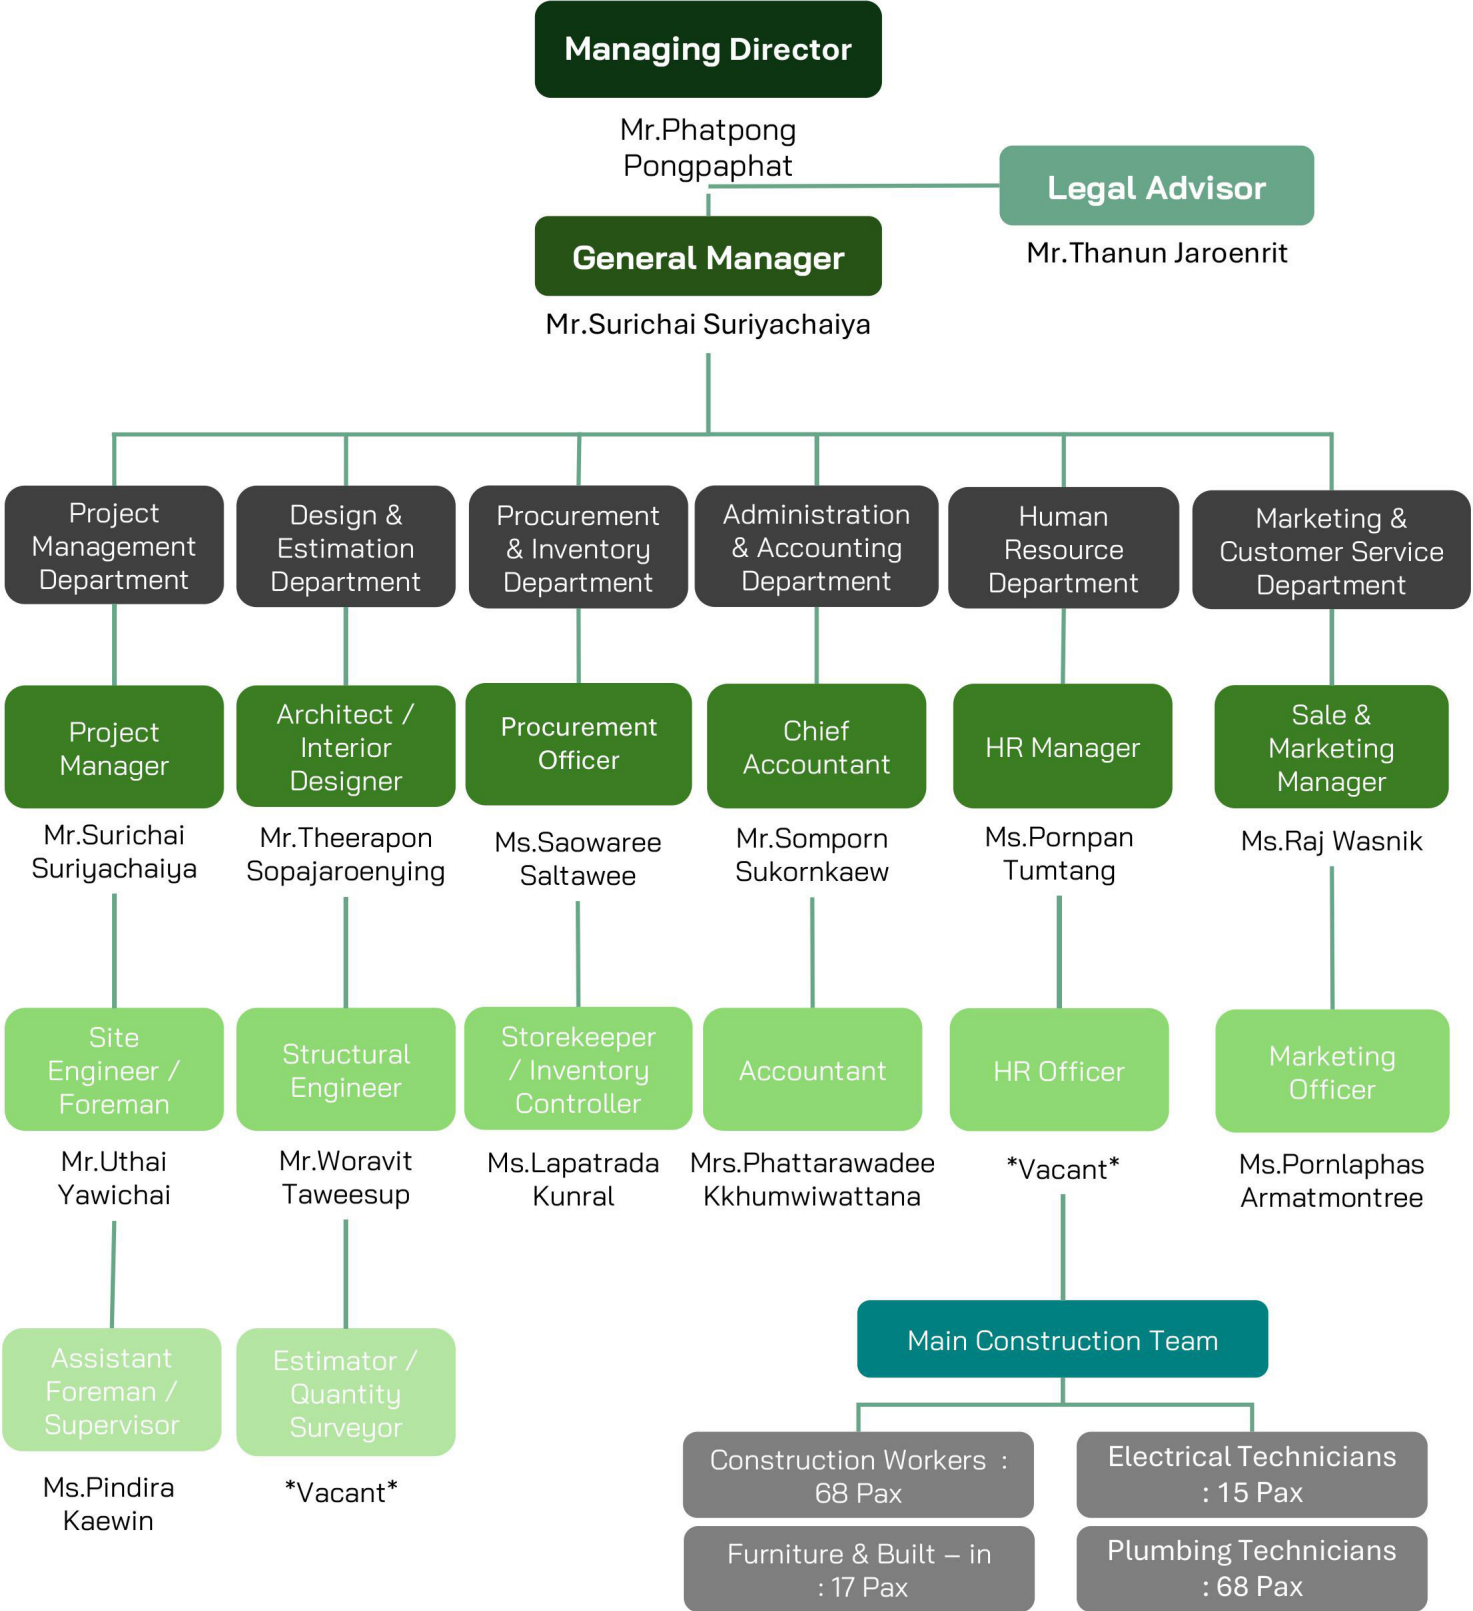 Managing Director
Mr.Phatpong
Pongpaphat
Legal Advisor
Mr.Thanun Jaroenrit
General Manager
Mr.Surichai Suriyachaiya
Project
Management
Department
Design &
Estimation
Department
Procurement
& Inventory
Department
Administration
& Accounting
Department
Human
Resource
Department
Marketing &
Customer Service
Department
Project
Manager
Mr.Surichai
Suriyachaiya
Architect /
Interior
Designer
Mr.Theerapon
Sopajaroenying
Procurement
Officer
Ms.Saowaree
Saltawee
Chief
Accountant
Mr.Somporn
Sukornkaew
HR Manager
Ms.Pornpan
Tumtang
Sale &
Marketing
Manager
Ms.Raj Wasnik
Site
Engineer /
Foreman
Mr.Uthai
Yawichai
Structural
Engineer
Mr.Woravit
Taweesup
Storekeeper
/ Inventory
Controller
Ms.Lapatrada
Kunral
Accountant
Mrs.Phattarawadee
Kkhumwiwattana
HR Officer
*Vacant*
Marketing
Officer
Ms.Pornlaphas
Armatmontree
Assistant
Foreman /
Supervisor
Ms.Pindira
Kaewin
Estimator /
Quantity
Surveyor
*Vacant*
Main Construction Team
Construction Workers :
68 Pax
Electrical Technicians
: 15 Pax
Furniture & Built – in
: 17 Pax
Plumbing Technicians
: 68 Pax